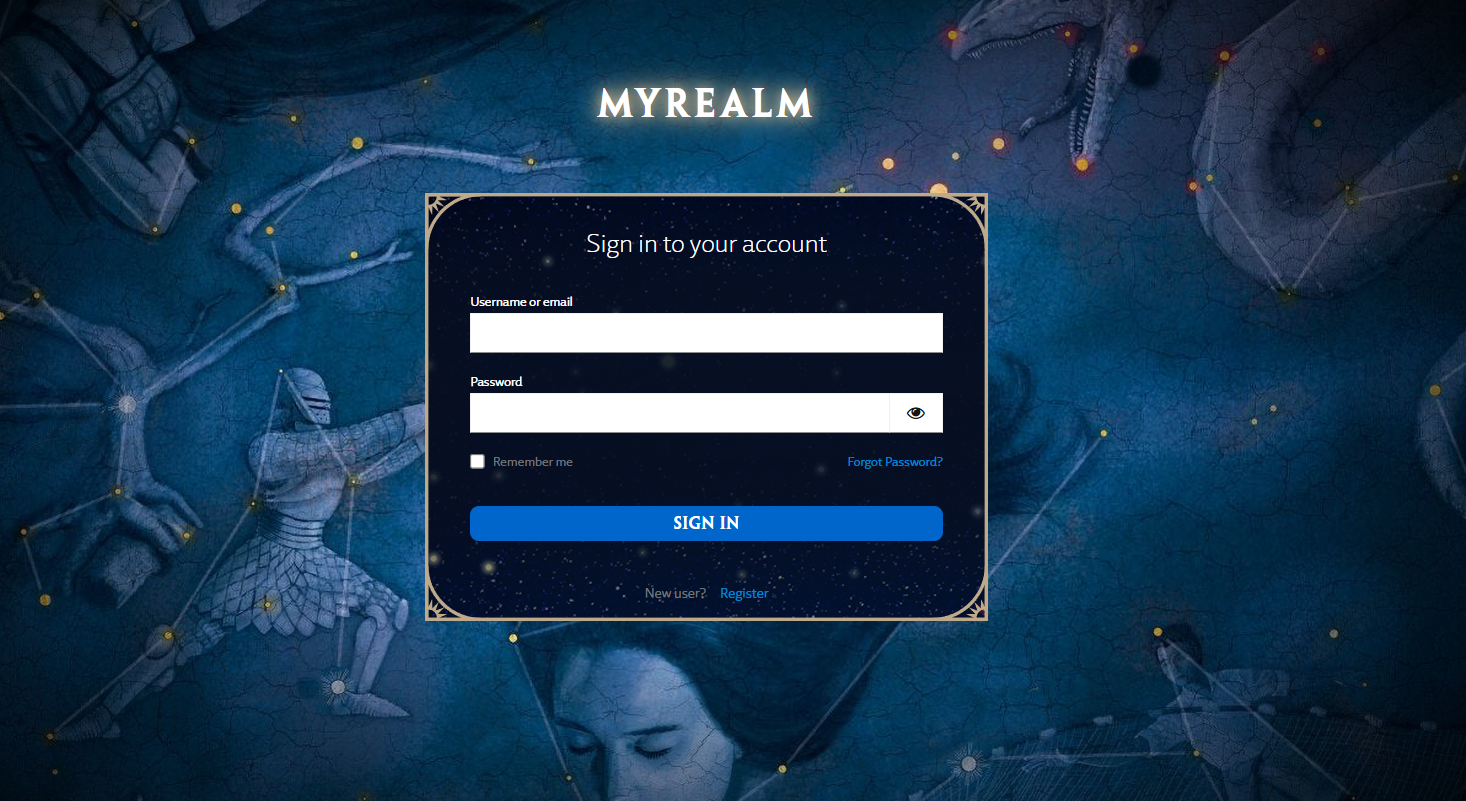 MYREALM
Sign in to your account
Username or email
Password
Remember me Forgot Password?
SIGN IN
New user? Register